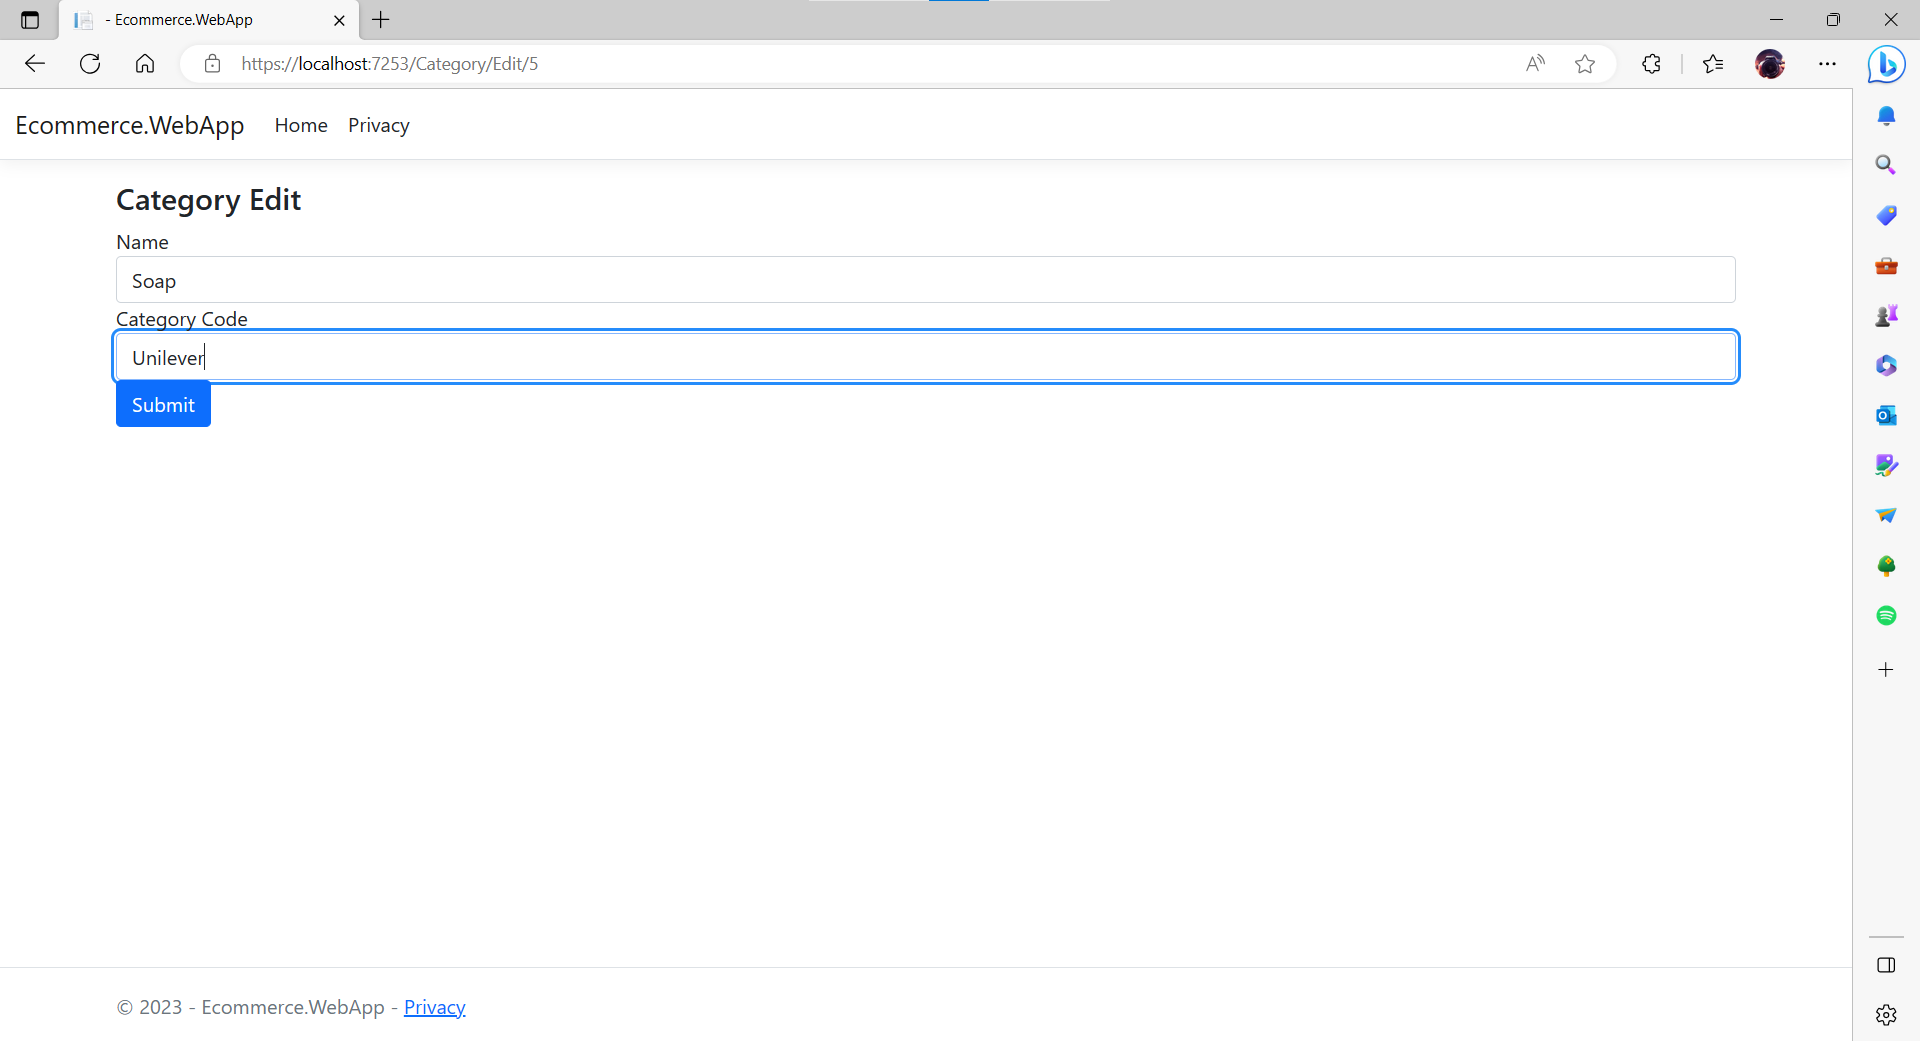 - Ecommerce.WebApp
https://localhost:7253/Category/Edit/5
Ecommerce.WebApp Home Privacy
Category Edit
Name
Soap
Category Code
Unilever
Submit
© 2023 - Ecommerce.WebApp - Privacy